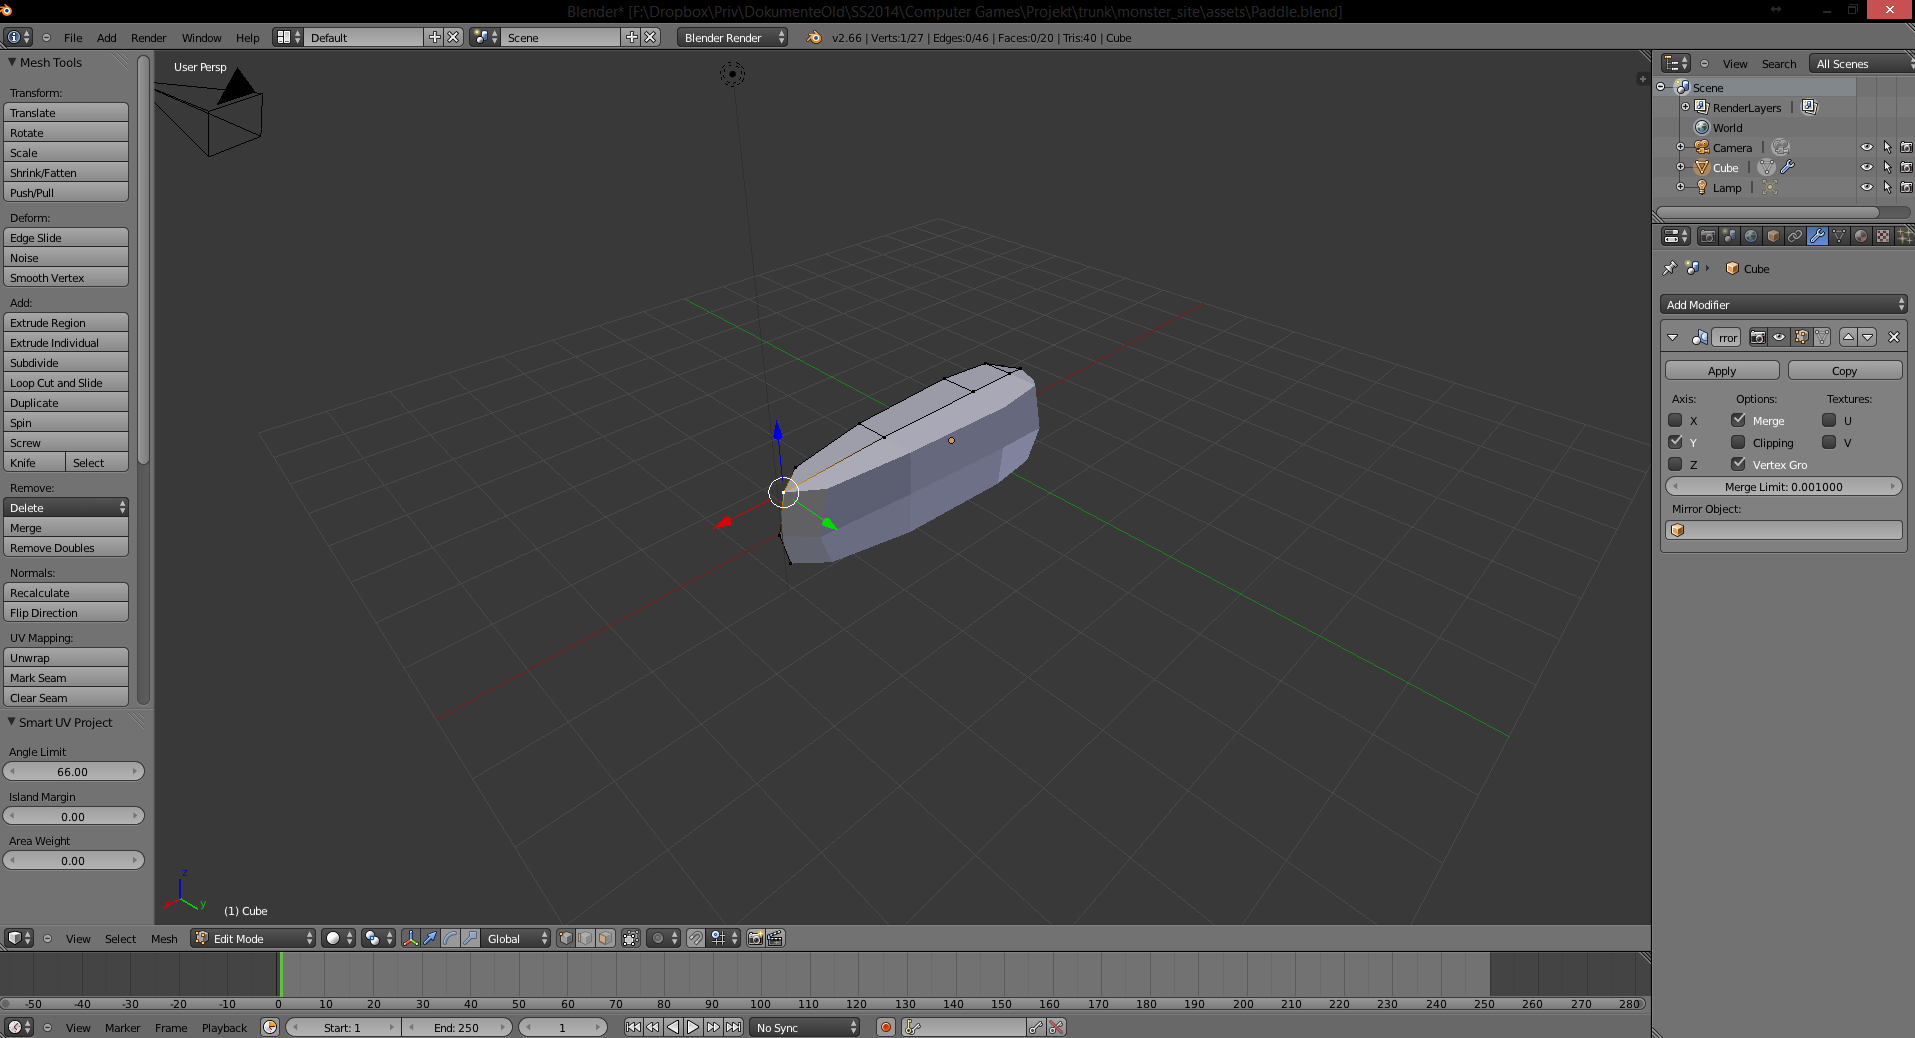 Blender* [F:\Dropbox\Priv\DokumenteOld\SS2014\Computer Games\Projekt\trunk\monster_site\assets\Paddle.blend]
File Add Render Window Help Default Scene Blender Render v2.66 | Verts:1/27 | Edges:0/46 | Faces:0/20 | Tris:40 | Cube
Mesh Tools
Transform:
Translate
Rotate
Scale
Shrink/Fatten
Push/Pull
Deform:
Edge Slide
Noise
Smooth Vertex
Add:
Extrude Region
Extrude Individual
Subdivide
Loop Cut and Slide
Duplicate
Spin
Screw
Knife Select
Remove:
Delete
Merge
Remove Doubles
Normals:
Recalculate
Flip Direction
UV Mapping:
Unwrap
Mark Seam
Clear Seam
Smart UV Project
Angle Limit
66.00
Island Margin
0.00
Area Weight
0.00
User Persp
z
y
(1) Cube
View Select Mesh Edit Mode Global
View Search All Scenes
Scene
RenderLayers |
World
Camera |
Cube |
Lamp |
Cube
Add Modifier
rror
Apply Copy
Axis: Options: Textures:
X Merge U
Y Clipping V
Z Vertex Gro
Merge Limit: 0.001000
Mirror Object:
-50 -40 -30 -20 -10 0 10 20 30 40 50 60 70 80 90 100 110 120 130 140 150 160 170 180 190 200 210 220 230 240 250 260 270 280
View Marker Frame Playback Start: 1 End: 250 1 No Sync